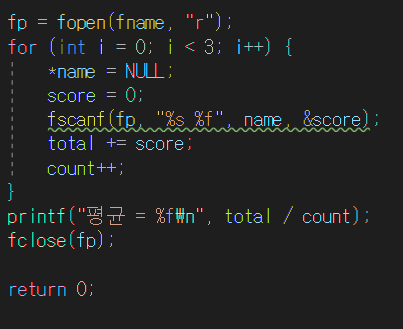 fp = fopen(fname, "r");
for (int i = 0; i < 3; i++) {
*name = NULL;
score = 0;
fscanf(fp, "%s %f", name, &score);
total += score;
count++;
}
printf("평균 = %f₩n", total / count);
fclose(fp);
return 0;